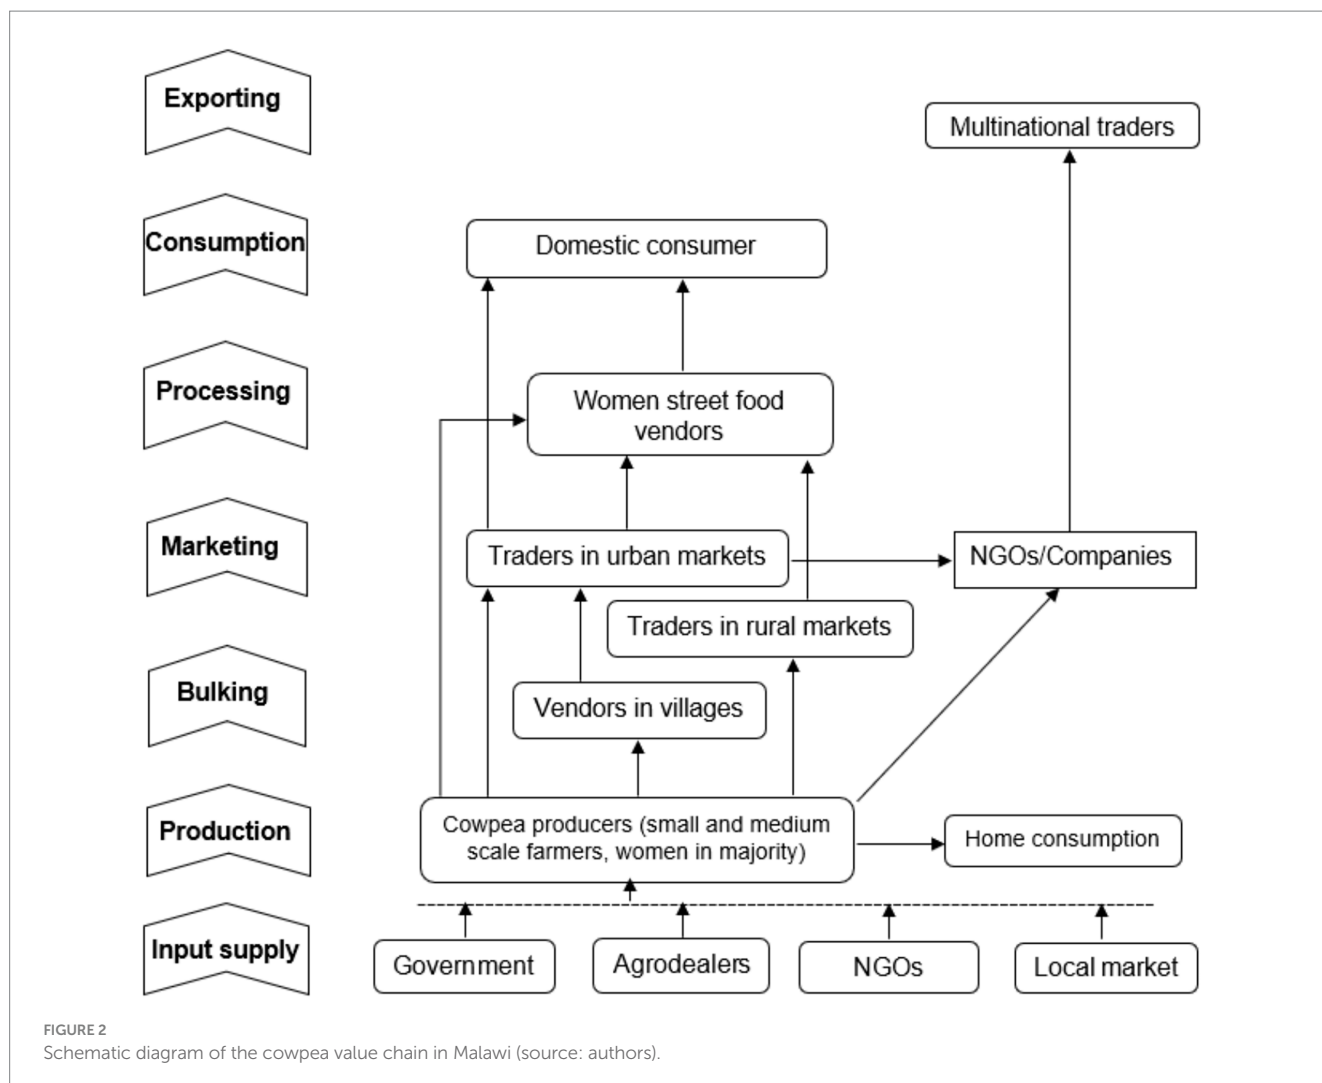 Exporting
Multinational traders
Consumption
Domestic consumer
Processing
Women street food
vendors
Marketing
Traders in urban markets
NGOs/Companies
Traders in rural markets
Bulking
Vendors in villages
Production
Cowpea producers (small and medium
scale farmers, women in majority)
Home consumption
Input supply
Government
Agrodealers
NGOs
Local market
FIGURE 2
Schematic diagram of the cowpea value chain in Malawi (source: authors).